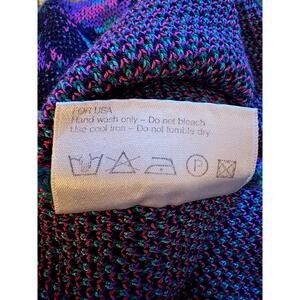 FOR USA
Hand wash only – Do not bleach
Use cool iron – Do not tumble dry
P